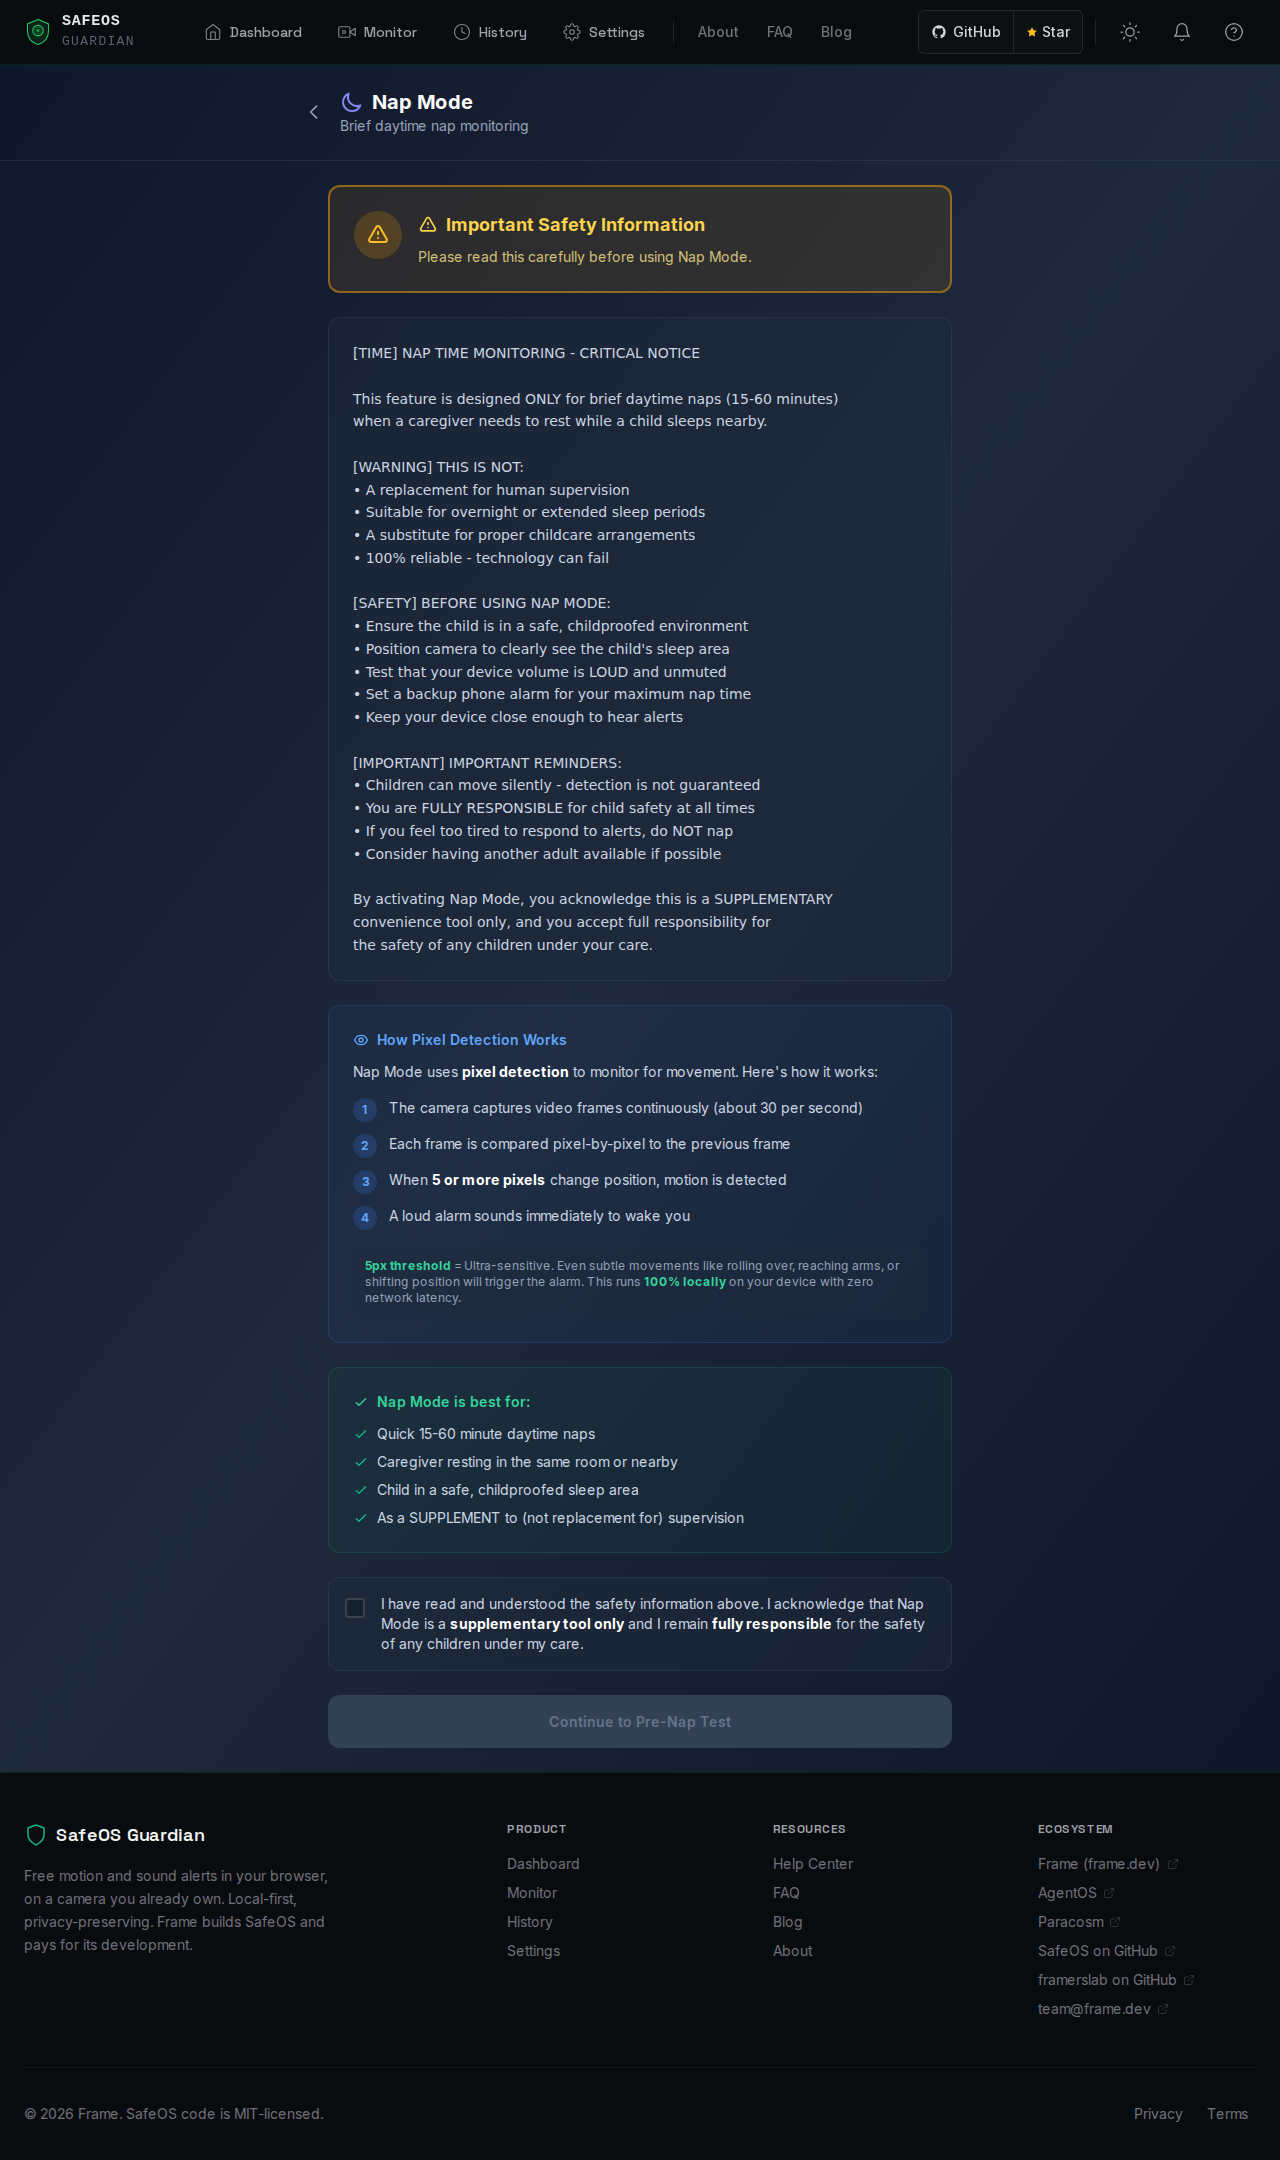 SAFEOS
GUARDIAN
Dashboard Monitor History Settings About FAQ Blog GitHub Star
Nap Mode
Brief daytime nap monitoring
Important Safety Information
Please read this carefully before using Nap Mode.
[TIME] NAP TIME MONITORING - CRITICAL NOTICE
This feature is designed ONLY for brief daytime naps (15-60 minutes)
when a caregiver needs to rest while a child sleeps nearby.
[WARNING] THIS IS NOT:
• A replacement for human supervision
• Suitable for overnight or extended sleep periods
• A substitute for proper childcare arrangements
• 100% reliable - technology can fail
[SAFETY] BEFORE USING NAP MODE:
• Ensure the child is in a safe, childproofed environment
• Position camera to clearly see the child's sleep area
• Test that your device volume is LOUD and unmuted
• Set a backup phone alarm for your maximum nap time
• Keep your device close enough to hear alerts
[IMPORTANT] IMPORTANT REMINDERS:
• Children can move silently - detection is not guaranteed
• You are FULLY RESPONSIBLE for child safety at all times
• If you feel too tired to respond to alerts, do NOT nap
• Consider having another adult available if possible
By activating Nap Mode, you acknowledge this is a SUPPLEMENTARY
convenience tool only, and you accept full responsibility for
the safety of any children under your care.
How Pixel Detection Works
Nap Mode uses pixel detection to monitor for movement. Here's how it works:
1 The camera captures video frames continuously (about 30 per second)
2 Each frame is compared pixel-by-pixel to the previous frame
3 When 5 or more pixels change position, motion is detected
4 A loud alarm sounds immediately to wake you
5px threshold = Ultra-sensitive. Even subtle movements like rolling over, reaching arms, or
shifting position will trigger the alarm. This runs 100% locally on your device with zero
network latency.
Nap Mode is best for:
Quick 15-60 minute daytime naps
Caregiver resting in the same room or nearby
Child in a safe, childproofed sleep area
As a SUPPLEMENT to (not replacement for) supervision
I have read and understood the safety information above. I acknowledge that Nap
Mode is a supplementary tool only and I remain fully responsible for the safety
of any children under my care.
Continue to Pre-Nap Test
SafeOS Guardian
Free motion and sound alerts in your browser,
on a camera you already own. Local-first,
privacy-preserving. Frame builds SafeOS and
pays for its development.
PRODUCT
Dashboard
Monitor
History
Settings
RESOURCES
Help Center
FAQ
Blog
About
ECOSYSTEM
Frame (frame.dev)
AgentOS
Paracosm
SafeOS on GitHub
framerslab on GitHub
team@frame.dev
© 2026 Frame. SafeOS code is MIT-licensed.
Privacy Terms